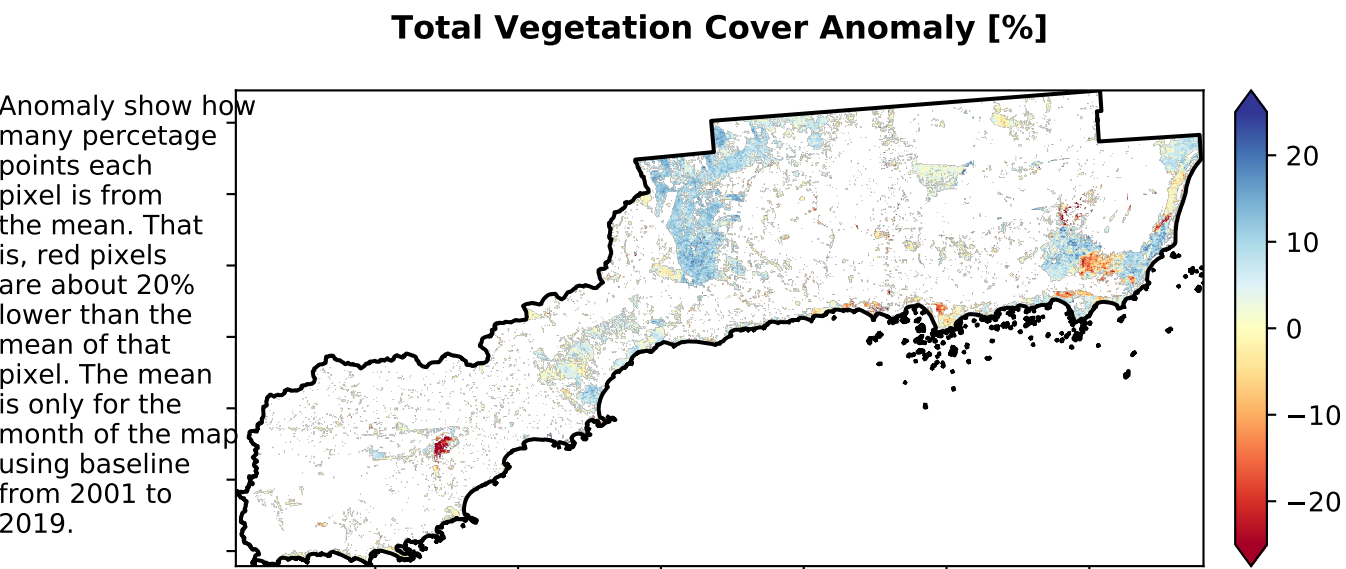 Total Vegetation Cover Anomaly [%]
Anomaly show how
many percetage
points each
pixel is from
the mean. That
is, red pixels
are about 20%
lower than the
mean of that
pixel. The mean
is only for the
month of the map
using baseline
from 2001 to
2019.
20
10
0
−10
−20